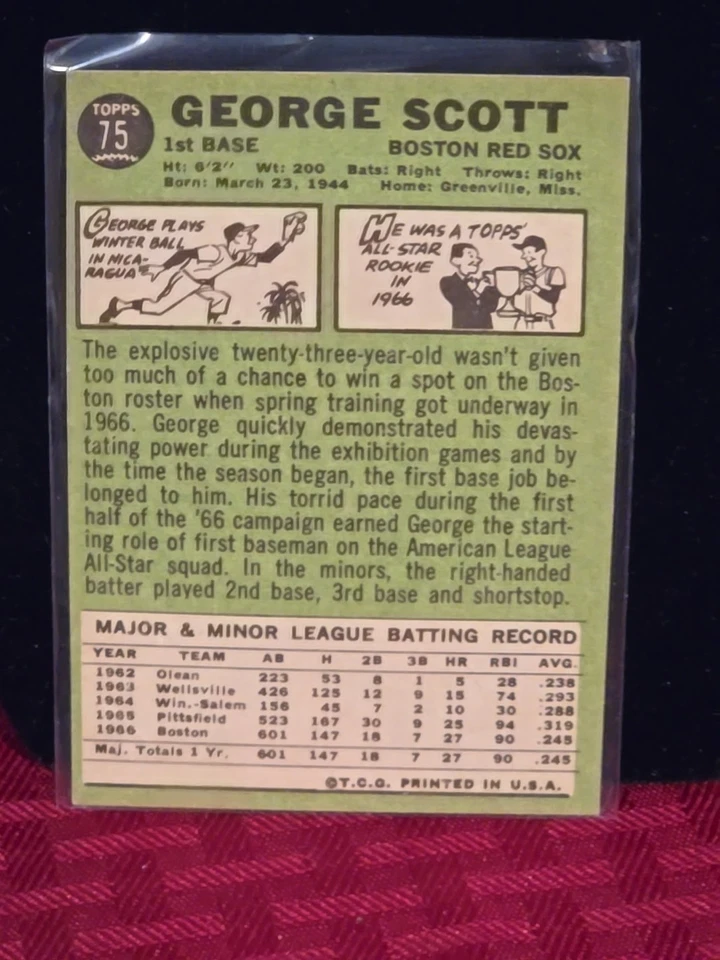 TOPPS
75
GEORGE SCOTT
1st BASE BOSTON RED SOX
Ht: 6'2" Wt: 200 Bats: Right Throws: Right
Born: March 23, 1944 Home: Greenville, Miss.
GEORGE PLAYS
WINTER BALL
IN NICA-
RAGUA
HE WAS A TOPPS'
ALL-STAR
ROOKIE
IN
1966
The explosive twenty-three-year-old wasn't given
too much of a chance to win a spot on the Bos-
ton roster when spring training got underway in
1966. George quickly demonstrated his devas-
tating power during the exhibition games and by
the time the season began, the first base job be-
longed to him. His torrid pace during the first
half of the '66 campaign earned George the start-
ing role of first baseman on the American League
All-Star squad. In the minors, the right-handed
batter played 2nd base, 3rd base and shortstop.
MAJOR & MINOR LEAGUE BATTING RECORD
YEAR TEAM AB H 2B 3B HR RBI AVG.
1962 Olean 223 53 8 1 5 28 .238
1963 Wellsville 426 125 12 9 15 74 .293
1964 Win.-Salem 156 45 7 2 10 30 .288
1965 Pittsfield 523 167 30 9 25 94 .319
1966 Boston 601 147 18 7 27 90 .245
Maj. Totals 1 Yr. 601 147 18 7 27 90 .245
©T.C.G. PRINTED IN U.S.A.